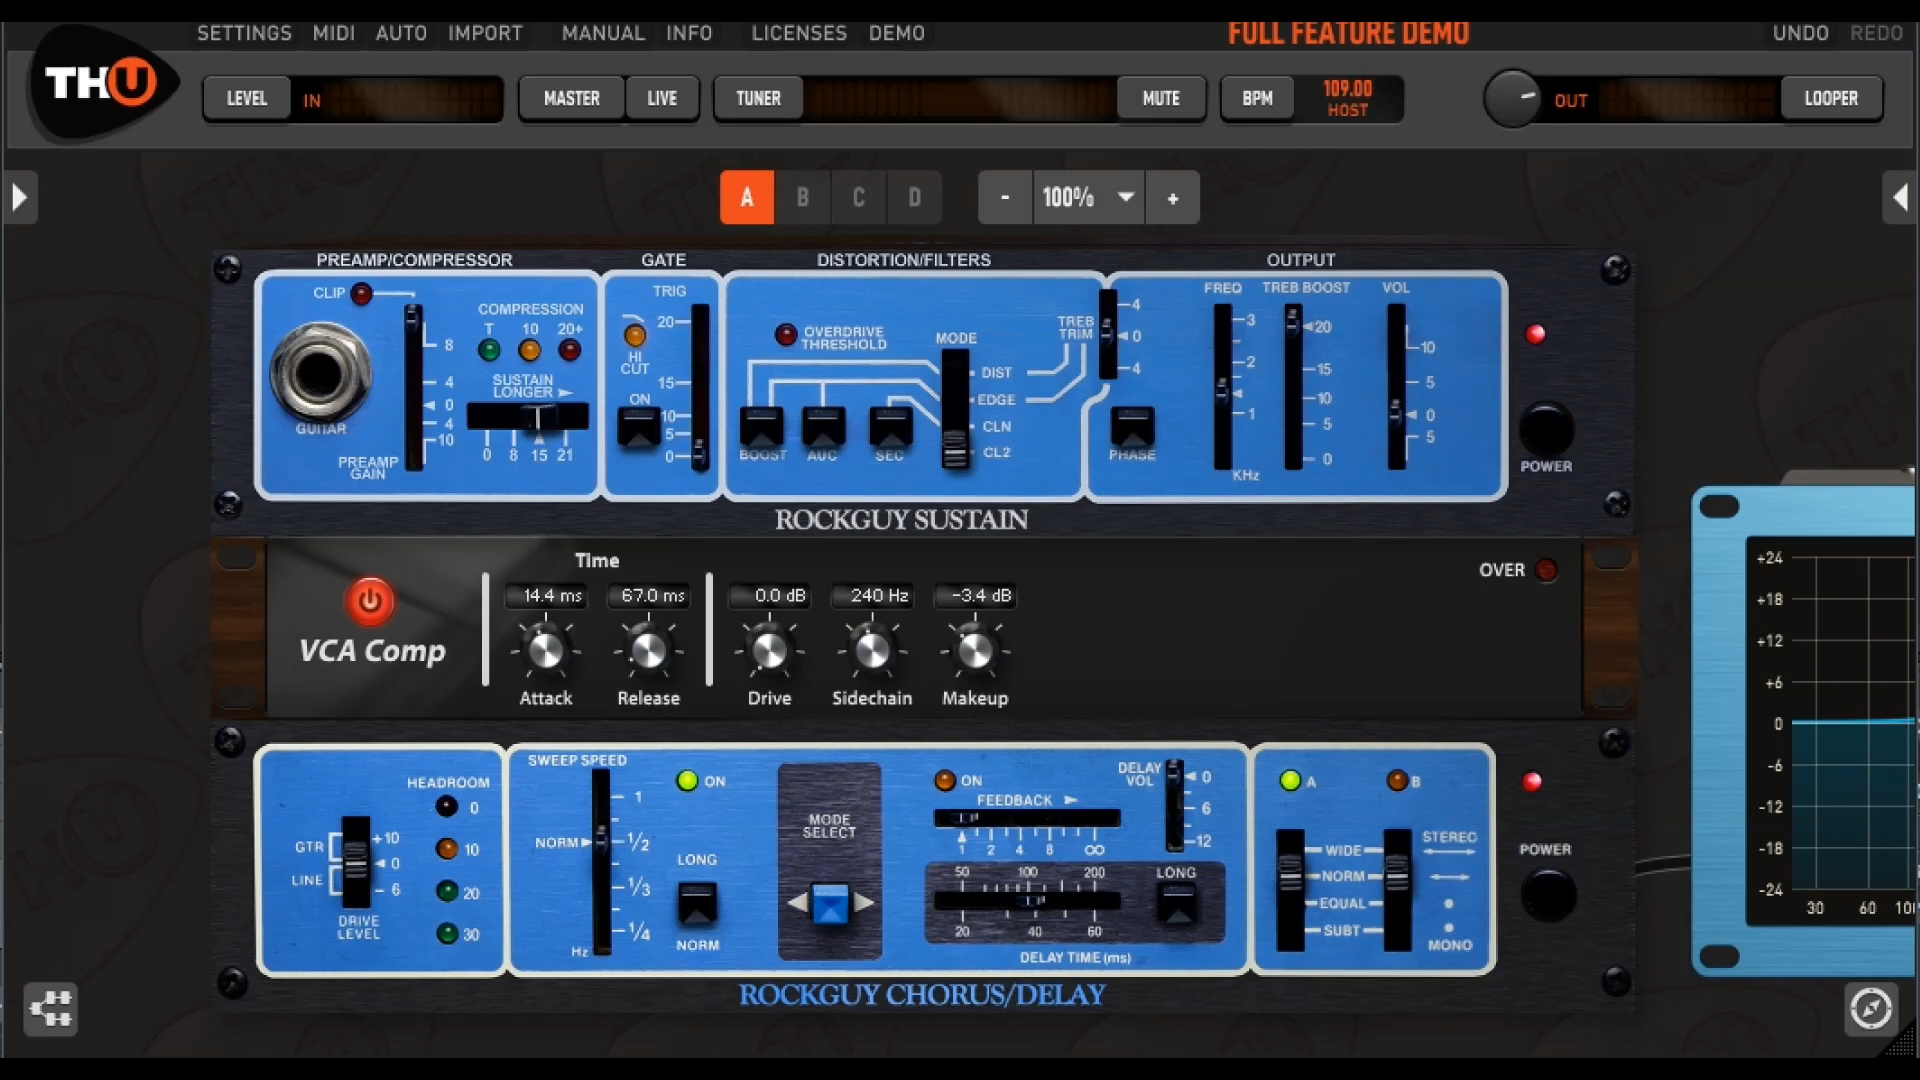 SETTINGS MIDI AUTO IMPORT MANUAL INFO LICENSES DEMO FULL FEATURE DEMO UNDO REDO
THU LEVEL IN MASTER LIVE TUNER MUTE BPM 109.00 HOST OUT LOOPER
A B C D - 100% +
PREAMP/COMPRESSOR GATE DISTORTION/FILTERS OUTPUT
CLIP
COMPRESSION
T 10 20+
SUSTAIN
LONGER
0 8 15 21
GUITAR
8
4
0
4
10
PREAMP
GAIN
TRIG
20
15
10
5
0
HI
CUT
ON
OVERDRIVE
THRESHOLD
MODE
DIST
EDGE
CLN
CL2
BOOST AUC SEC
TREB
TRIM
4
0
4
PHASE
FREQ TREB BOOST VOL
3
2
1
KHz
20
15
10
5
0
10
5
0
5
POWER
ROCKGUY SUSTAIN
VCA Comp
Time
14.4 ms 67.0 ms 0.0 dB 240 Hz -3.4 dB
Attack Release Drive Sidechain Makeup
OVER
HEADROOM
0
10
20
30
GTR
LINE
+10
0
- 6
DRIVE
LEVEL
SWEEP SPEED
1
NORM 1/2
1/3
1/4
Hz
ON
LONG
NORM
MODE
SELECT
ON
FEEDBACK
1 2 4 8 ∞
50 100 200
20 40 60
LONG
DELAY TIME (ms)
DELAY
VOL
0
6
12
A B
WIDE
NORM
EQUAL
SUBT
STEREO
MONO
POWER
ROCKGUY CHORUS/DELAY
+24
+18
+12
+6
0
-6
-12
-18
-24
30 60